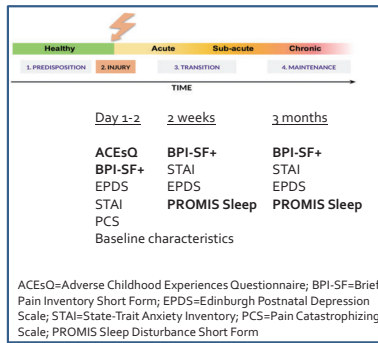 Healthy Acute Sub-acute Chronic
1. PREDISPOSITION 2. INJURY 3. TRANSITION 4. MAINTENANCE
TIME
Day 1-2 2 weeks 3 months
ACEsQ BPI-SF+ BPI-SF+
BPI-SF+ STAI STAI
EPDS EPDS EPDS
STAI PROMIS Sleep PROMIS Sleep
PCS
Baseline characteristics
ACEsQ=Adverse Childhood Experiences Questionnaire; BPI-SF=Brief
Pain Inventory Short Form; EPDS=Edinburgh Postnatal Depression
Scale; STAI=State-Trait Anxiety Inventory; PCS=Pain Catastrophizing
Scale; PROMIS Sleep Disturbance Short Form